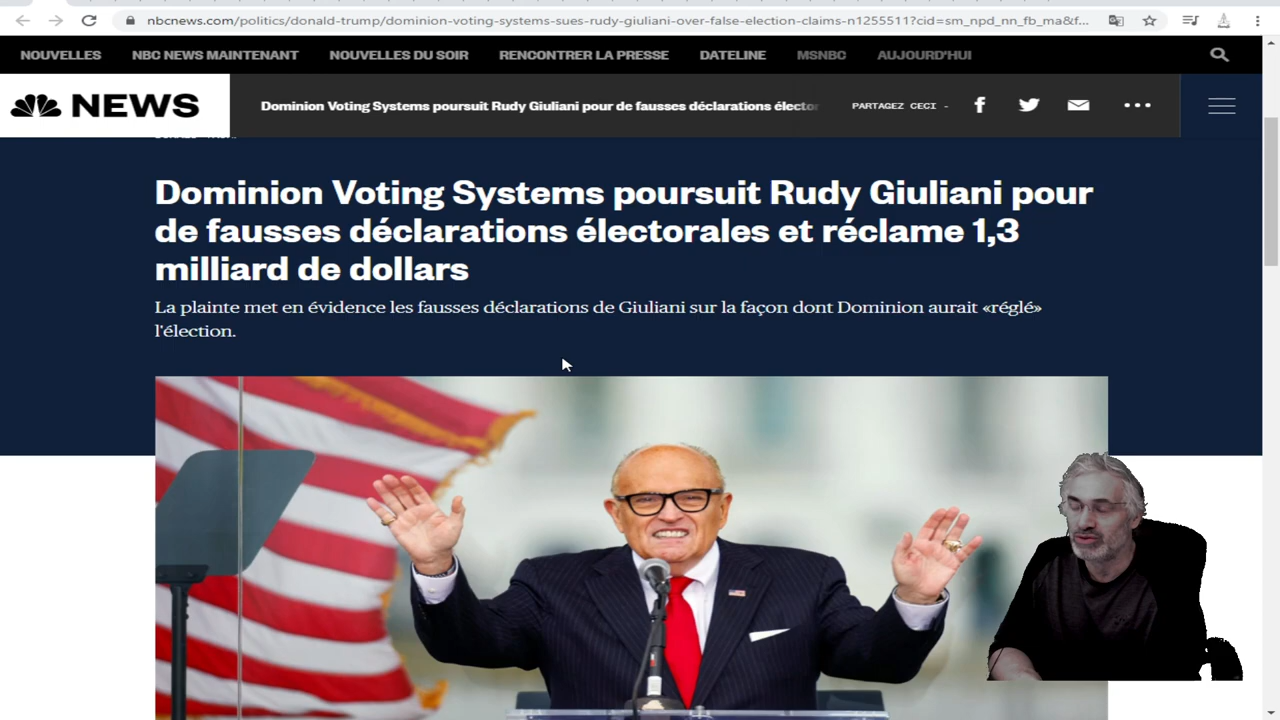 nbcnews.com/politics/donald-trump/dominion-voting-systems-sues-rudy-giuliani-over-false-election-claims-n1255511?cid=sm_npd_nn_fb_ma&f...
NOUVELLES NBC NEWS MAINTENANT NOUVELLES DU SOIR RENCONTRER LA PRESSE DATELINE MSNBC AUJOURD'HUI
NEWS Dominion Voting Systems poursuit Rudy Giuliani pour de fausses déclarations électo PARTAGEZ CECI -
Dominion Voting Systems poursuit Rudy Giuliani pour
de fausses déclarations électorales et réclame 1,3
milliard de dollars
La plainte met en évidence les fausses déclarations de Giuliani sur la façon dont Dominion aurait «réglé»
l'élection.